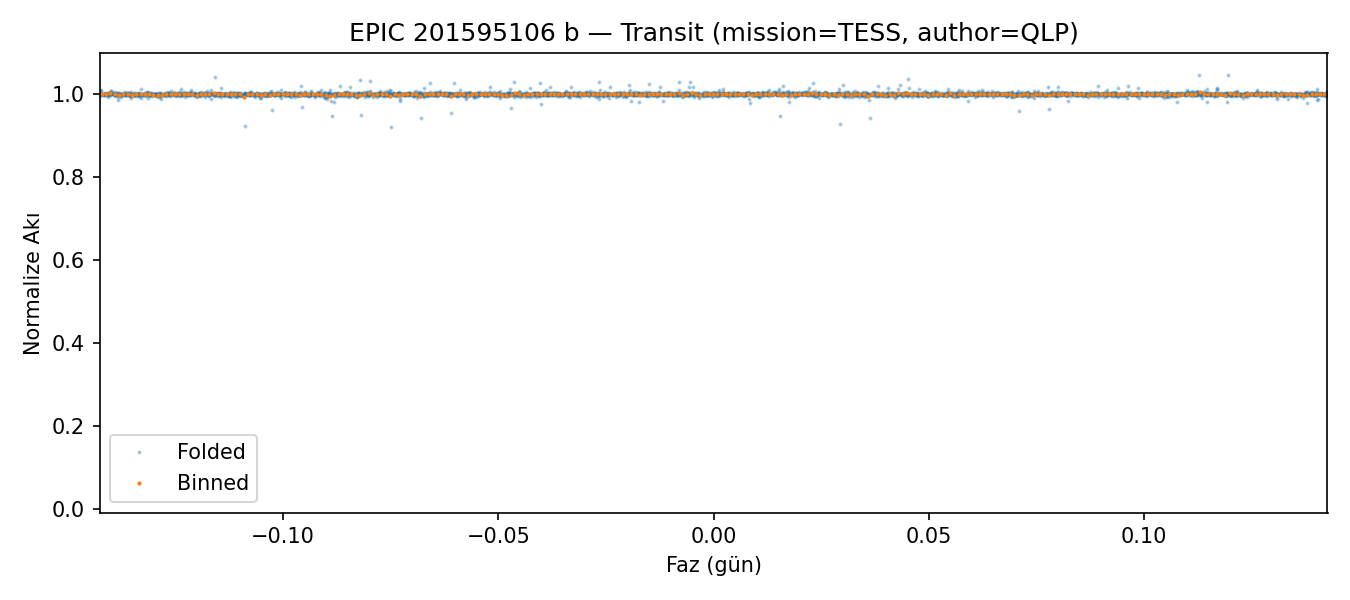 EPIC 201595106 b — Transit (mission=TESS, author=QLP)
Normalize Akı
1.0
0.8
0.6
0.4
0.2
0.0
Folded
Binned
−0.10
−0.05
0.00
0.05
0.10
Faz (gün)